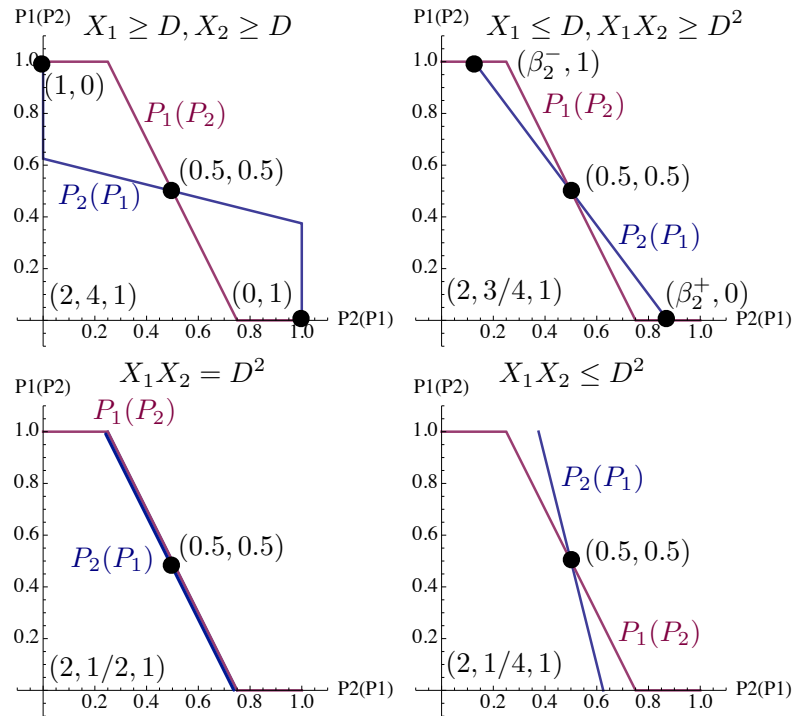 P1(P2)
X₁ ≥ D, X₂ ≥ D
1.0
(1, 0)
0.8
P₁(P₂)
0.6
(0.5, 0.5)
P₂(P₁)
0.4
0.2
(2, 4, 1)
(0, 1)
0.2 0.4 0.6 0.8 1.0
P2(P1)
P1(P2)
X₁ ≤ D, X₁X₂ ≥ D²
1.0
(β₂⁻, 1)
0.8
P₁(P₂)
0.6
(0.5, 0.5)
0.4
P₂(P₁)
0.2
(2, 3/4, 1)
(β₂⁺, 0)
0.2 0.4 0.6 0.8 1.0
P2(P1)
P1(P2)
X₁X₂ = D²
P₁(P₂)
1.0
0.8
0.6
P₂(P₁)
(0.5, 0.5)
0.4
0.2
(2, 1/2, 1)
0.2 0.4 0.6 0.8 1.0
P2(P1)
P1(P2)
X₁X₂ ≤ D²
1.0
0.8
P₂(P₁)
0.6
(0.5, 0.5)
0.4
P₁(P₂)
0.2
(2, 1/4, 1)
0.2 0.4 0.6 0.8 1.0
P2(P1)